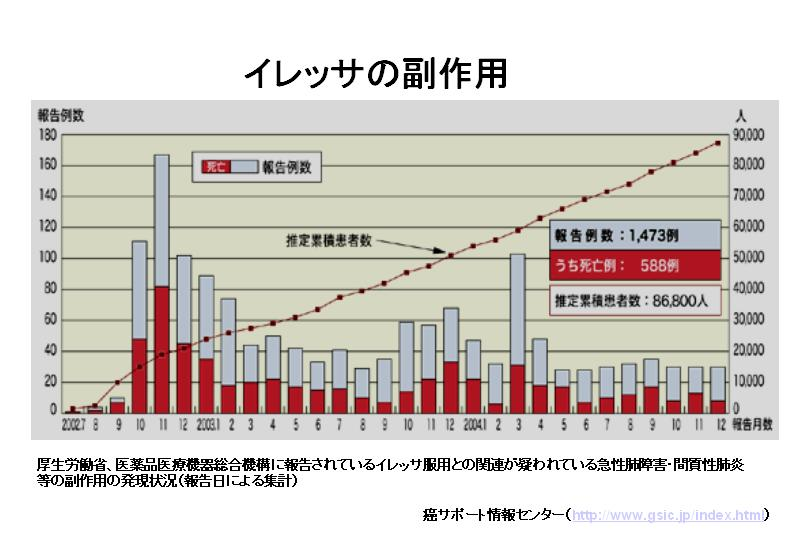 イレッサの副作用
報告例数
人
180
160
140
120
100
80
60
40
20
0
90,000
80,000
70,000
60,000
50,000
40,000
30,000
20,000
10,000
0
死亡 報告例数
推定累積患者数
報告例数：1,473例
うち死亡例： 588例
推定累積患者数：86,800人
2002.7 8 9 10 11 12 2003.1 2 3 4 5 6 7 8 9 10 11 12 2004.1 2 3 4 5 6 7 8 9 10 11 12 報告月数
厚生労働省、医薬品医療機器総合機構に報告されているイレッサ服用との関連が疑われている急性肺障害・間質性肺炎
等の副作用の発現状況（報告日による集計）
癌サポート情報センター（http://www.gsic.jp/index.html）